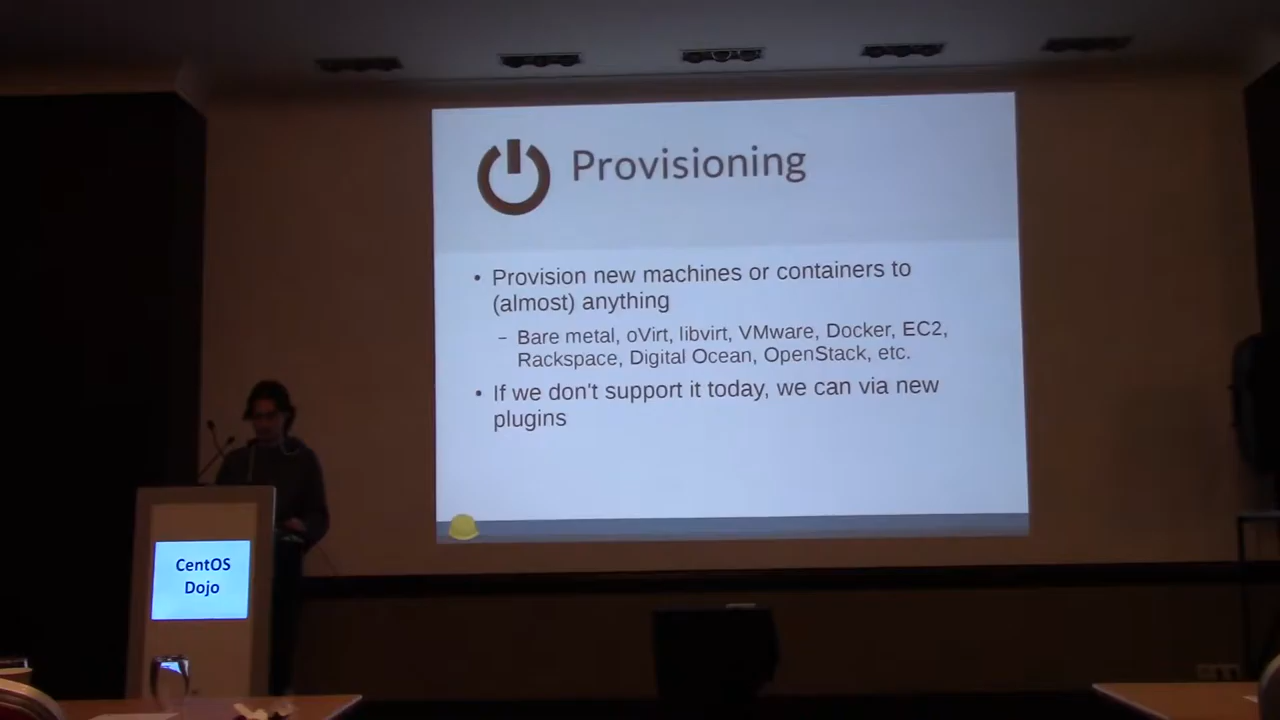 Provisioning
• Provision new machines or containers to
(almost) anything
– Bare metal, oVirt, libvirt, VMware, Docker, EC2,
Rackspace, Digital Ocean, OpenStack, etc.
• If we don't support it today, we can via new
plugins
CentOS
Dojo